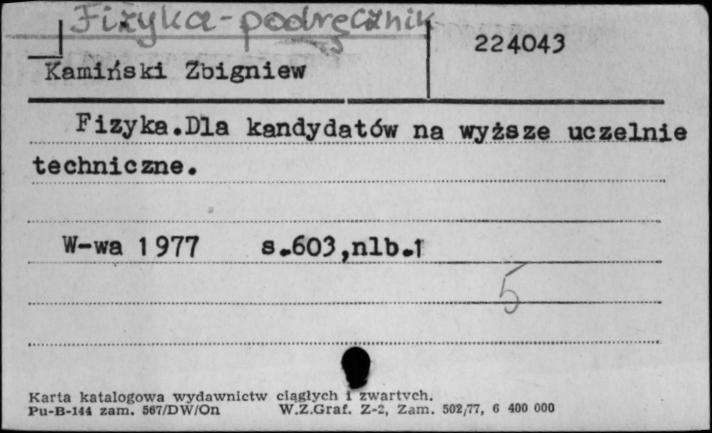 Fizyka-podręcznik
224043
Kamiński Zbigniew
Fizyka.Dla kandydatów na wyższe uczelnie
techniczne.
W-wa 1977 s.603,nlb.1
5
Karta katalogowa wydawnictw ciągłych i zwartych.
Pu-B-144 zam. 567/DW/On W.Z.Graf. Z-2, Zam. 502/77, 6 400 000